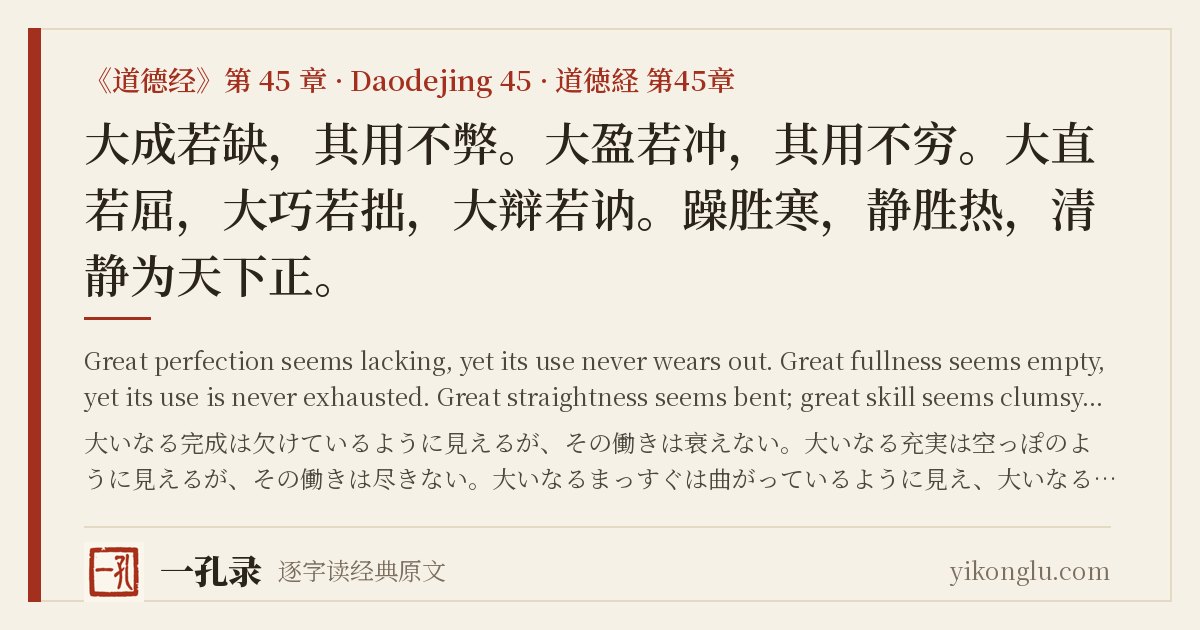 《道德经》第 45 章 · Daodejing 45 · 道徳経 第45章
大成若缺，其用不弊。大盈若冲，其用不穷。大直
若屈，大巧若拙，大辩若讷。躁胜寒，静胜热，清
静为天下正。
Great perfection seems lacking, yet its use never wears out. Great fullness seems empty,
yet its use is never exhausted. Great straightness seems bent; great skill seems clumsy…
大いなる完成は欠けているように見えるが、その働きは衰えない。大いなる充実は空っぽのよ
うに見えるが、その働きは尽きない。大いなるまっすぐは曲がっているように見え、大いなる…
一孔
一孔录 逐字读经典原文
yikonglu.com